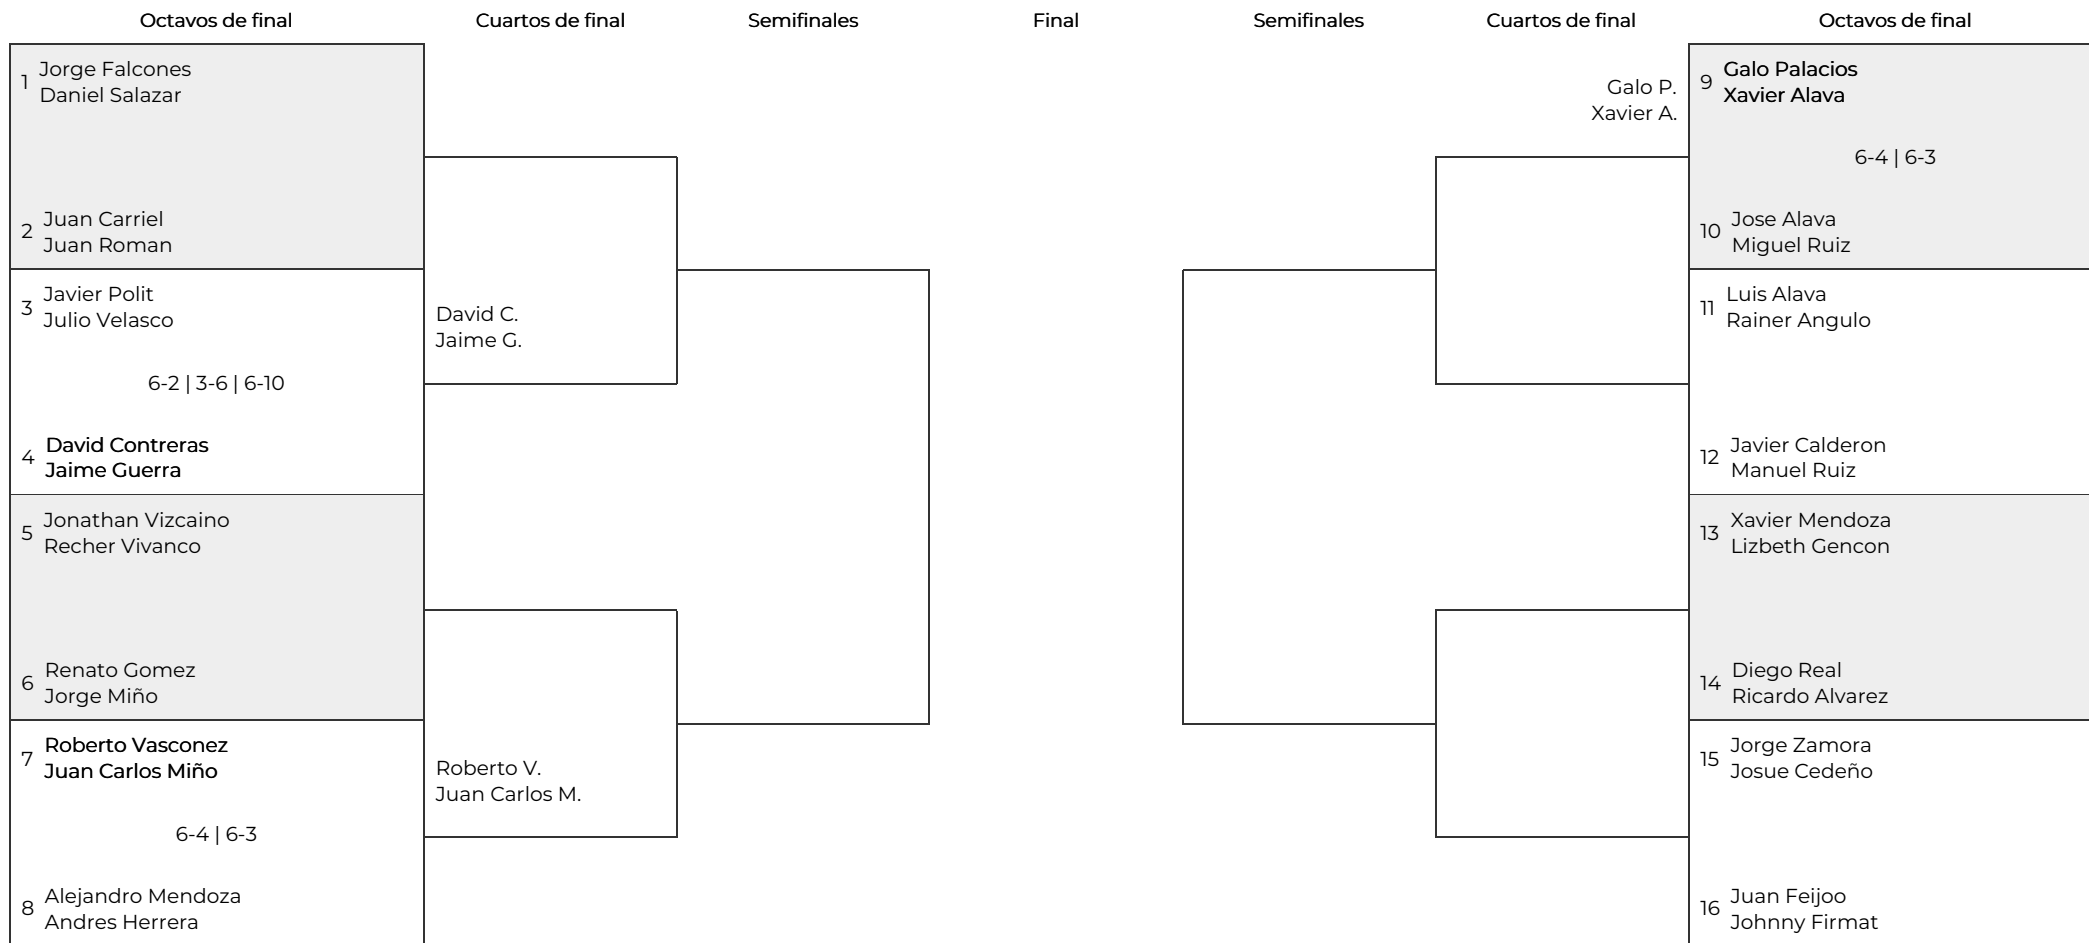 Octavos de final
Cuartos de final
Semifinales
Final
Semifinales
Cuartos de final
Octavos de final
1
Jorge Falcones
Daniel Salazar
2
Juan Carriel
Juan Roman
3
Javier Polit
Julio Velasco
6-2 | 3-6 | 6-10
4
David Contreras
Jaime Guerra
5
Jonathan Vizcaino
Recher Vivanco
6
Renato Gomez
Jorge Miño
7
Roberto Vasconez
Juan Carlos Miño
6-4 | 6-3
8
Alejandro Mendoza
Andres Herrera
David C.
Jaime G.
Roberto V.
Juan Carlos M.
Galo P.
Xavier A.
9
Galo Palacios
Xavier Alava
6-4 | 6-3
10
Jose Alava
Miguel Ruiz
11
Luis Alava
Rainer Angulo
12
Javier Calderon
Manuel Ruiz
13
Xavier Mendoza
Lizbeth Gencon
14
Diego Real
Ricardo Alvarez
15
Jorge Zamora
Josue Cedeño
16
Juan Feijoo
Johnny Firmat